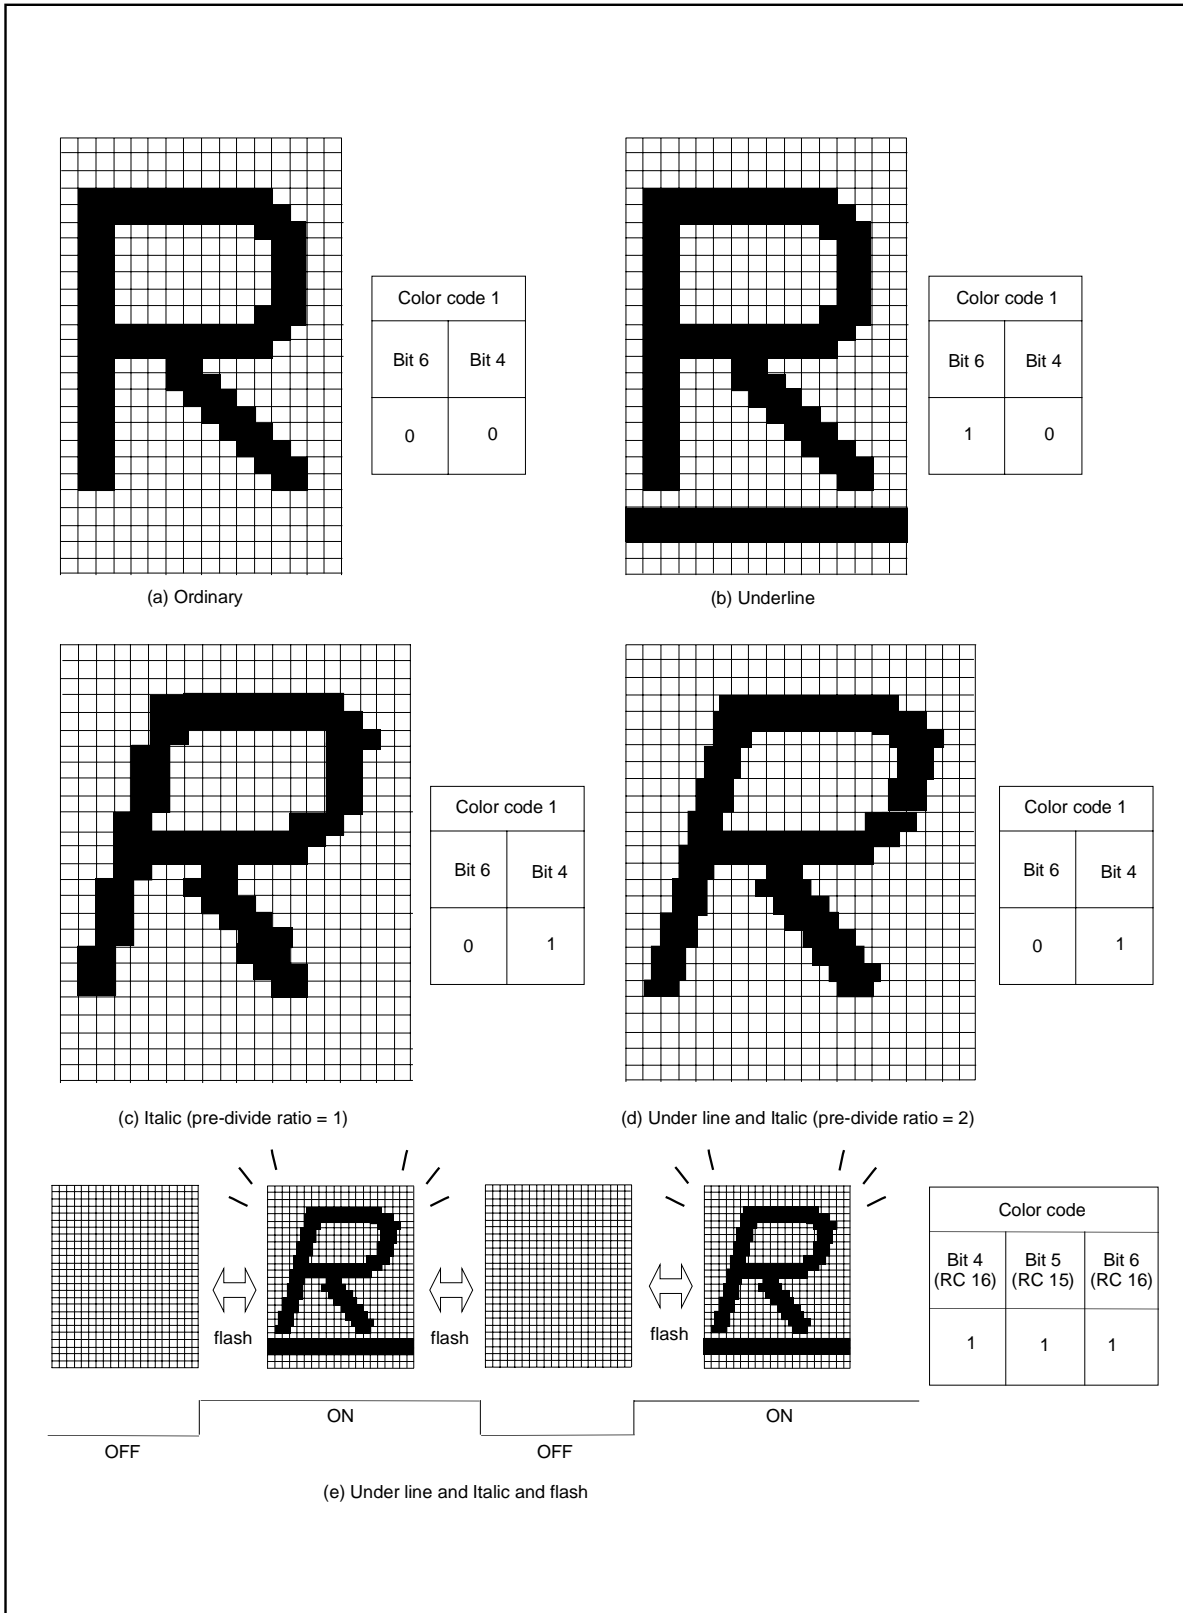 Color code 1
Bit 6 Bit 4
0 0
Color code 1
Bit 6 Bit 4
1 0
(a) Ordinary
(b) Underline
Color code 1
Bit 6 Bit 4
0 1
Color code 1
Bit 6 Bit 4
0 1
(c) Italic (pre-divide ratio = 1)
(d) Under line and Italic (pre-divide ratio = 2)
flash
flash
flash
Color code
Bit 4 Bit 5 Bit 6
(RC 16) (RC 15) (RC 16)
1 1 1
OFF
ON
OFF
ON
(e) Under line and Italic and flash